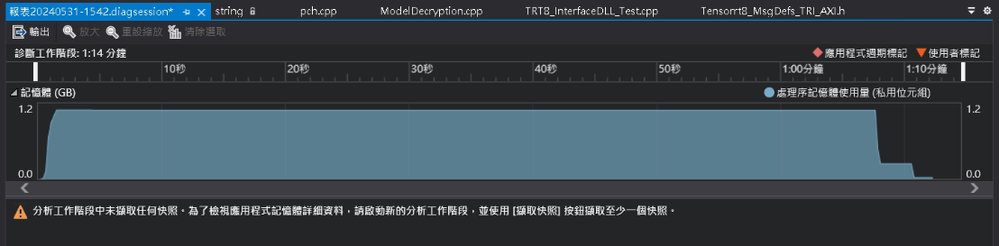 報表20240531-1542.diagsession* string pch.cpp ModelDecryption.cpp TRT8_InterfaceDLL_Test.cpp Tensorrt8_MsgDefs_TRI_AXI.h
輸出 放大 重設縮放 清除選取
診斷工作階段: 1:14 分鐘 應用程式週期標記 使用者標記
10秒 20秒 30秒 40秒 50秒 1:00分鐘 1:10分鐘
記憶體 (GB) 處理序記憶體使用量 (私用位元組)
1.2 1.2
0.0 0.0
分析工作階段中未擷取任何快照。為了檢視應用程式記憶體詳細資料，請啟動新的分析工作階段，並使用 [擷取快照] 按鈕擷取至少一個快照。